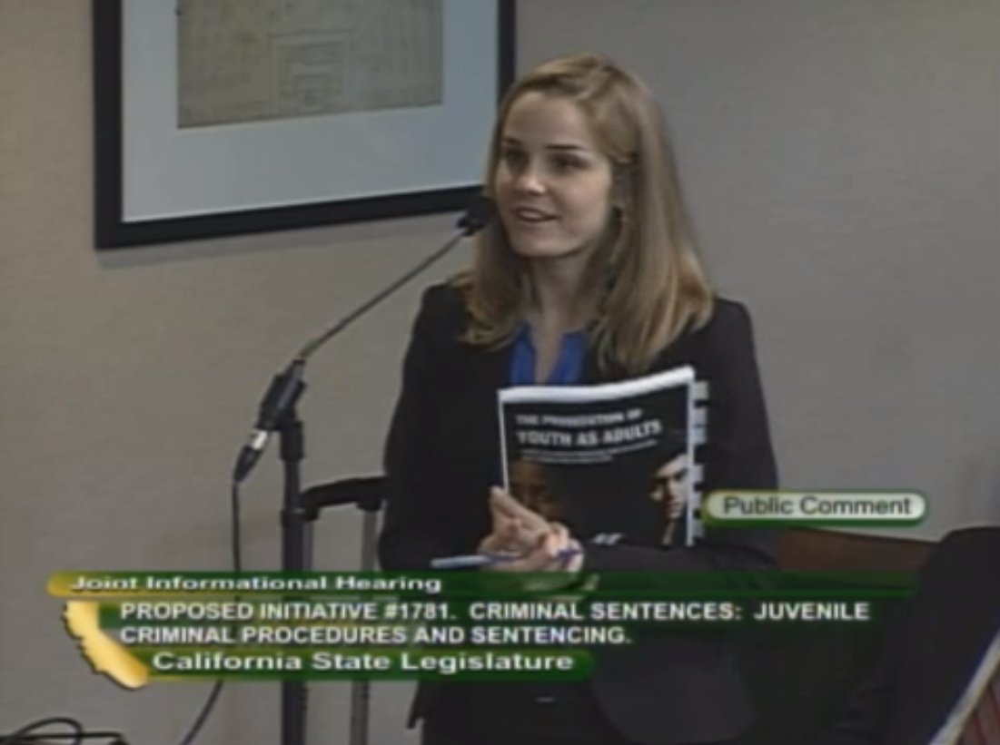 THE PROSECUTION OF
YOUTH AS ADULTS
Public Comment
Joint Informational Hearing
PROPOSED INITIATIVE #1781. CRIMINAL SENTENCES: JUVENILE
CRIMINAL PROCEDURES AND SENTENCING.
California State Legislature